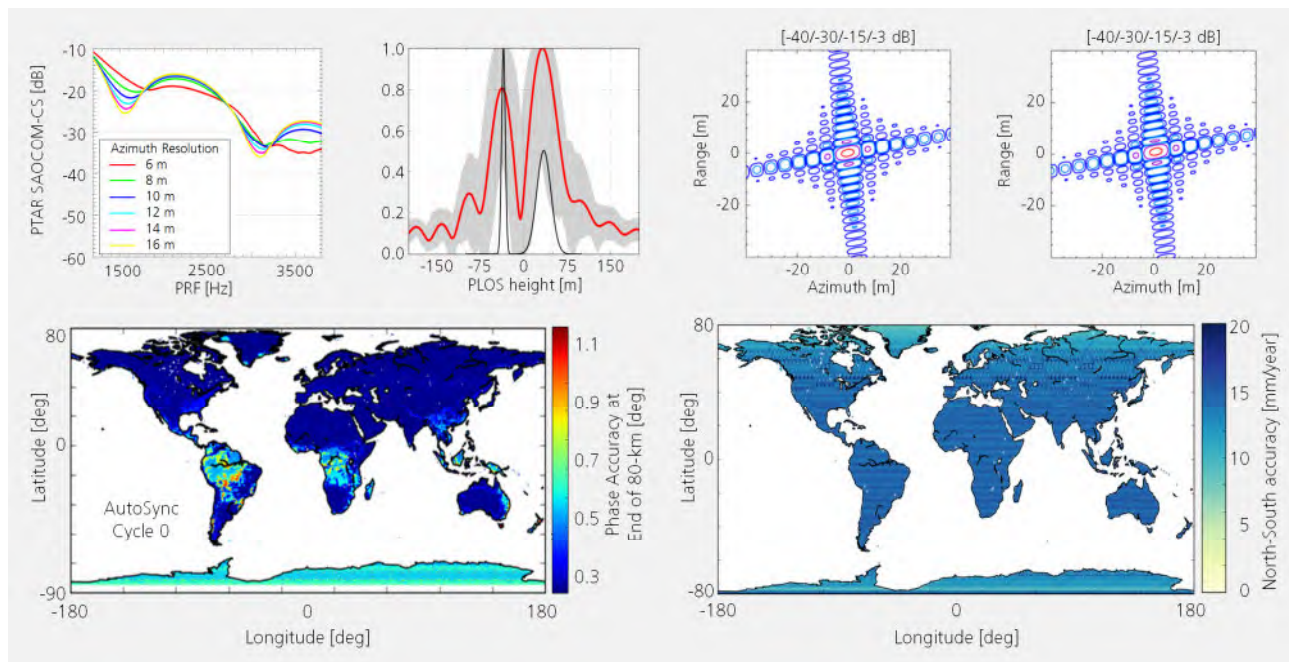 PTAR SAOCOM-CS [dB]
-10
-20
-30
-40
-50
-60
Azimuth Resolution
6 m
8 m
10 m
12 m
14 m
16 m
1500 2500 3500
PRF [Hz]
1.0
0.8
0.6
0.4
0.2
0.0
-150 -75 0 75 150
PLOS height [m]
[-40/-30/-15/-3 dB]
Range [m]
20
0
-20
-20 0 20
Azimuth [m]
[-40/-30/-15/-3 dB]
Range [m]
20
0
-20
-20 0 20
Azimuth [m]
Latitude [deg]
80
0
-90
AutoSync
Cycle 0
-180 0 180
Longitude [deg]
1.1
0.9
0.7
0.5
0.3
Phase Accuracy at
End of 80-km [deg]
Latitude [deg]
80
0
-80
-180 0 180
Longitude [deg]
20
15
10
5
0
North-South accuracy [mm/year]